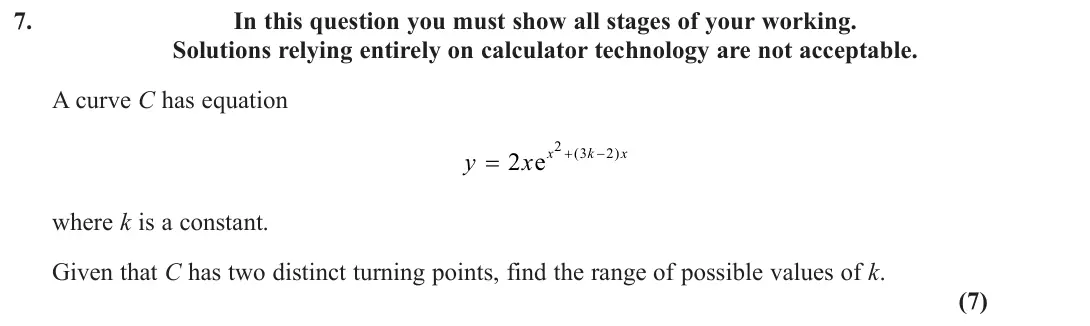 7. In this question you must show all stages of your working.
Solutions relying entirely on calculator technology are not acceptable.
A curve C has equation
y = 2xe^{x^2+(3k−2)x}
where k is a constant.
Given that C has two distinct turning points, find the range of possible values of k.
(7)